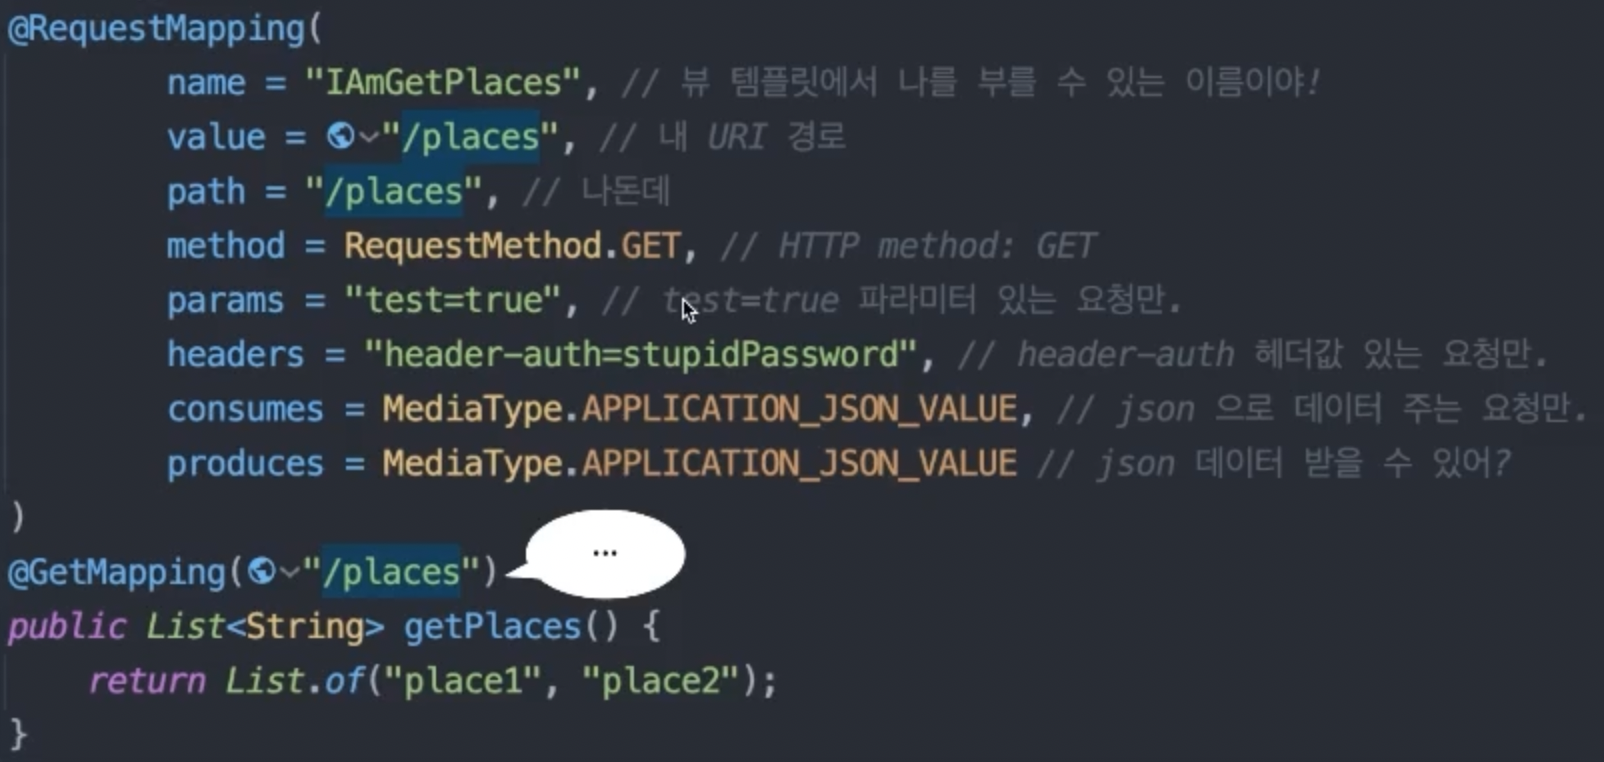 @RequestMapping(
name = "IAmGetPlaces", // 뷰 템플릿에서 나를 부를 수 있는 이름이야!
value = "/places", // 내 URI 경로
path = "/places", // 나돈데
method = RequestMethod.GET, // HTTP method: GET
params = "test=true", // test=true 파라미터 있는 요청만.
headers = "header-auth=stupidPassword", // header-auth 헤더값 있는 요청만.
consumes = MediaType.APPLICATION_JSON_VALUE, // json 으로 데이터 주는 요청만.
produces = MediaType.APPLICATION_JSON_VALUE // json 데이터 받을 수 있어?
)
@GetMapping("/places") ...
public List<String> getPlaces() {
return List.of("place1", "place2");
}